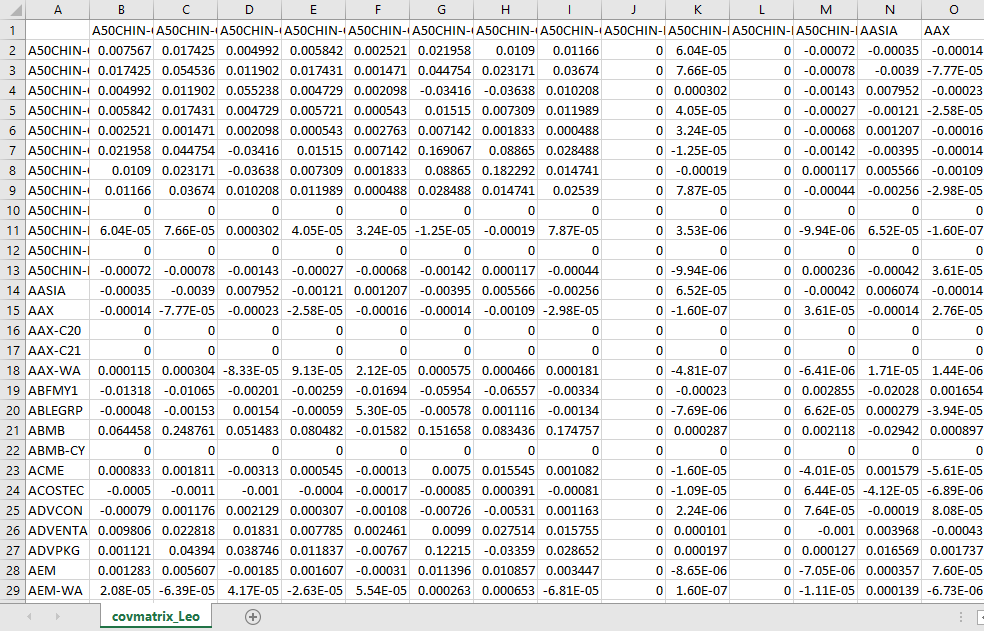 A B C D E F G H I J K L M N O
1 A50CHIN- A50CHIN- A50CHIN- A50CHIN- A50CHIN- A50CHIN- A50CHIN- A50CHIN- A50CHIN- A50CHIN- A50CHIN- A50CHIN- AASIA AAX
2 A50CHIN- 0.007567 0.017425 0.004992 0.005842 0.002521 0.021958 0.0109 0.01166 0 6.04E-05 0 -0.00072 -0.00035 -0.00014
3 A50CHIN- 0.017425 0.054536 0.011902 0.017431 0.001471 0.044754 0.023171 0.03674 0 7.66E-05 0 -0.00078 -0.0039 -7.77E-05
4 A50CHIN- 0.004992 0.011902 0.055238 0.004729 0.002098 -0.03416 -0.03638 0.010208 0 0.000302 0 -0.00143 0.007952 -0.00023
5 A50CHIN- 0.005842 0.017431 0.004729 0.005721 0.000543 0.01515 0.007309 0.011989 0 4.05E-05 0 -0.00027 -0.00121 -2.58E-05
6 A50CHIN- 0.002521 0.001471 0.002098 0.000543 0.002763 0.007142 0.001833 0.000488 0 3.24E-05 0 -0.00068 0.001207 -0.00016
7 A50CHIN- 0.021958 0.044754 -0.03416 0.01515 0.007142 0.169067 0.08865 0.028488 0 -1.25E-05 0 -0.00142 -0.00395 -0.00014
8 A50CHIN- 0.0109 0.023171 -0.03638 0.007309 0.001833 0.08865 0.182292 0.014741 0 -0.00019 0 0.000117 0.005566 -0.00109
9 A50CHIN- 0.01166 0.03674 0.010208 0.011989 0.000488 0.028488 0.014741 0.02539 0 7.87E-05 0 -0.00044 -0.00256 -2.98E-05
10 A50CHIN- 0 0 0 0 0 0 0 0 0 0 0 0 0 0
11 A50CHIN- 6.04E-05 7.66E-05 0.000302 4.05E-05 3.24E-05 -1.25E-05 -0.00019 7.87E-05 0 3.53E-06 0 -9.94E-06 6.52E-05 -1.60E-07
12 A50CHIN- 0 0 0 0 0 0 0 0 0 0 0 0 0 0
13 A50CHIN- -0.00072 -0.00078 -0.00143 -0.00027 -0.00068 -0.00142 0.000117 -0.00044 0 -9.94E-06 0 0.000236 -0.00042 3.61E-05
14 AASIA -0.00035 -0.0039 0.007952 -0.00121 0.001207 -0.00395 0.005566 -0.00256 0 6.52E-05 0 -0.00042 0.006074 -0.00014
15 AAX -0.00014 -7.77E-05 -0.00023 -2.58E-05 -0.00016 -0.00014 -0.00109 -2.98E-05 0 -1.60E-07 0 3.61E-05 -0.00014 2.76E-05
16 AAX-C20 0 0 0 0 0 0 0 0 0 0 0 0 0 0
17 AAX-C21 0 0 0 0 0 0 0 0 0 0 0 0 0 0
18 AAX-WA 0.000115 0.000304 -8.33E-05 9.13E-05 2.12E-05 0.000575 0.000466 0.000181 0 -4.81E-07 0 -6.41E-06 1.71E-05 1.44E-06
19 ABFMY1 -0.01318 -0.01065 -0.00201 -0.00259 -0.01694 -0.05954 -0.06557 -0.00334 0 -0.00023 0 0.002855 -0.02028 0.001654
20 ABLEGRP -0.00048 -0.00153 0.00154 -0.00059 5.30E-05 -0.00578 0.001116 -0.00134 0 -7.69E-06 0 6.62E-05 0.000279 -3.94E-05
21 ABMB 0.064458 0.248761 0.051483 0.080482 -0.01582 0.151658 0.083436 0.174757 0 0.000287 0 0.002118 -0.02942 0.000897
22 ABMB-CY 0 0 0 0 0 0 0 0 0 0 0 0 0 0
23 ACME 0.000833 0.001811 -0.00313 0.000545 -0.00013 0.0075 0.015545 0.001082 0 -1.60E-05 0 -4.01E-05 0.001579 -5.61E-05
24 ACOSTEC -0.0005 -0.0011 -0.001 -0.0004 -0.00017 -0.00085 0.000391 -0.00081 0 -1.09E-05 0 6.44E-05 -4.12E-05 -6.89E-06
25 ADVCON -0.00079 0.001176 0.002129 0.000307 -0.00108 -0.00726 -0.00531 0.001163 0 2.24E-06 0 7.64E-05 -0.00019 8.08E-05
26 ADVENTA 0.009806 0.022818 0.01831 0.007785 0.002461 0.0099 0.027514 0.015755 0 0.000101 0 -0.001 0.003968 -0.00043
27 ADVPKG 0.001121 0.04394 0.038746 0.011837 -0.00767 0.12215 -0.03359 0.028652 0 0.000197 0 0.000127 0.016569 0.001737
28 AEM 0.001283 0.005607 -0.00185 0.001607 -0.00031 0.011396 0.010857 0.003447 0 -8.65E-06 0 -7.05E-06 0.000357 7.60E-05
29 AEM-WA 2.08E-05 -6.39E-05 4.17E-05 -2.63E-05 5.54E-05 0.000263 0.000653 -6.81E-05 0 1.60E-07 0 -1.11E-05 0.000139 -6.73E-06
covmatrix_Leo